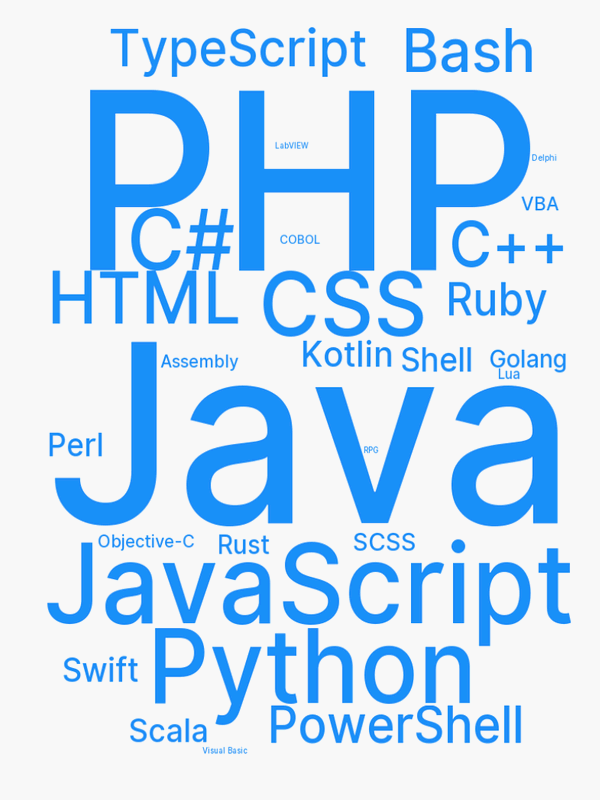 TypeScript
Bash
PHP
LabVIEW
Delphi
VBA
C#
COBOL
C++
HTML
CSS
Ruby
Kotlin
Shell
Golang
Assembly
Lua
Java
Perl
RPG
Objective-C
Rust
SCSS
JavaScript
Python
Swift
PowerShell
Scala
Visual Basic